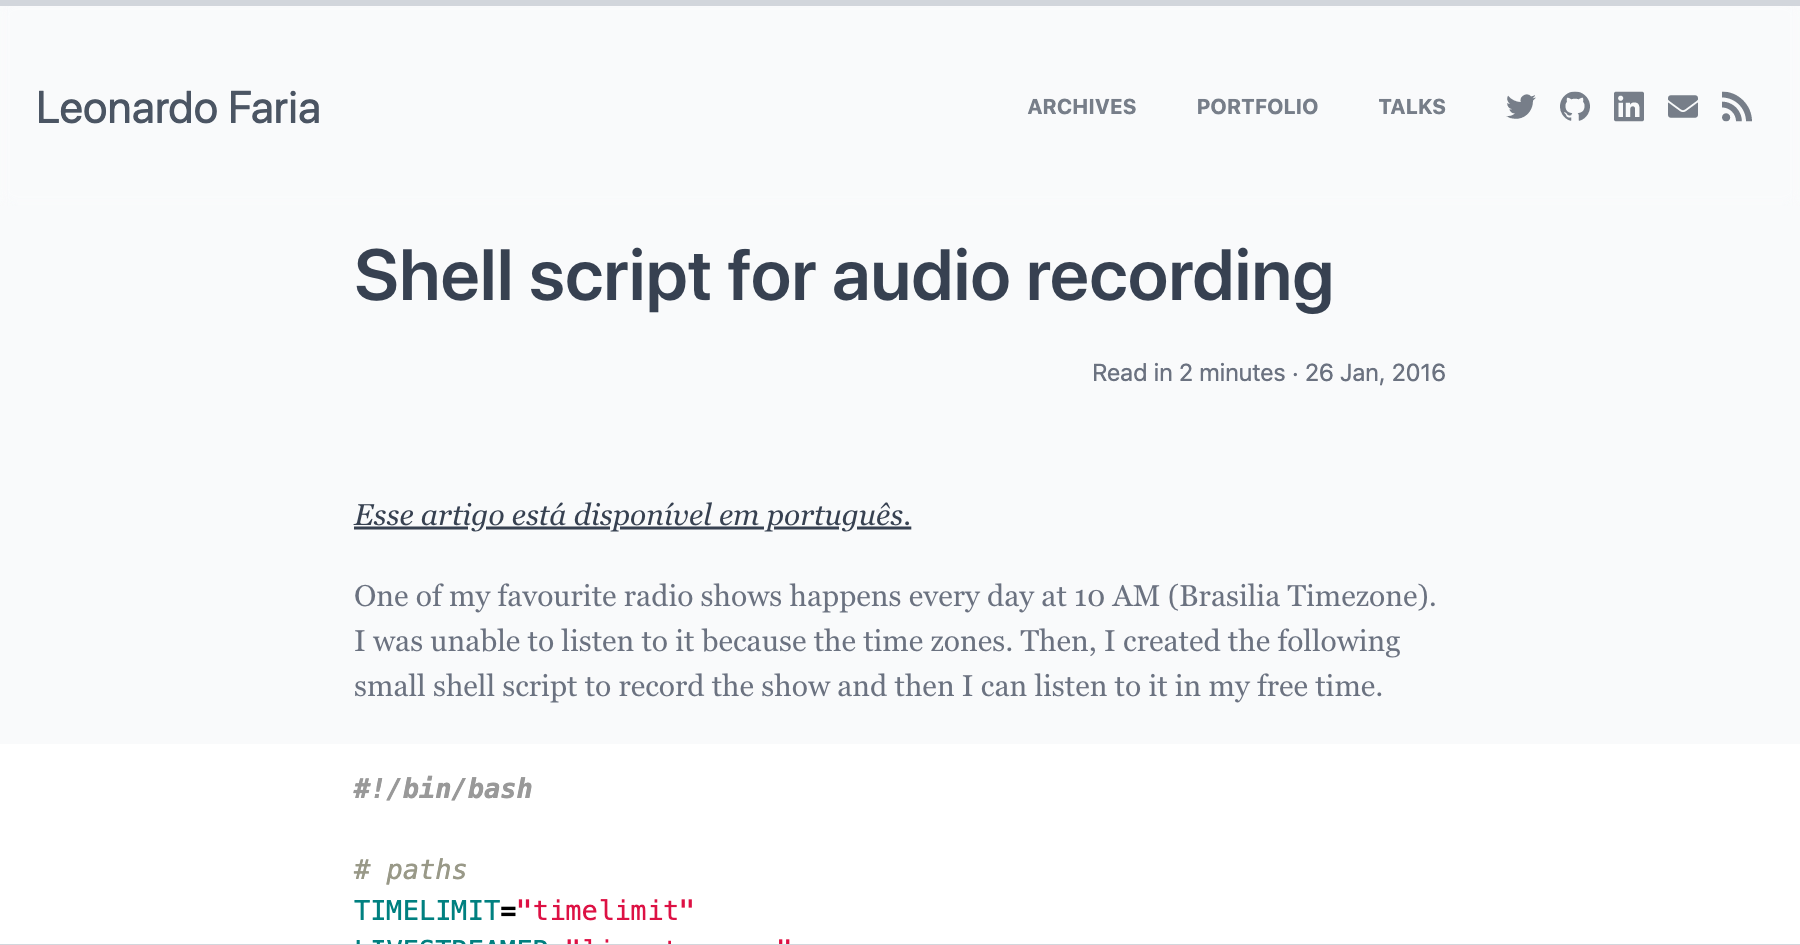 Leonardo Faria
ARCHIVES PORTFOLIO TALKS
Shell script for audio recording
Read in 2 minutes · 26 Jan, 2016
Esse artigo está disponível em português.
One of my favourite radio shows happens every day at 10 AM (Brasilia Timezone).
I was unable to listen to it because the time zones. Then, I created the following
small shell script to record the show and then I can listen to it in my free time.
#!/bin/bash
# paths
TIMELIMIT="timelimit"